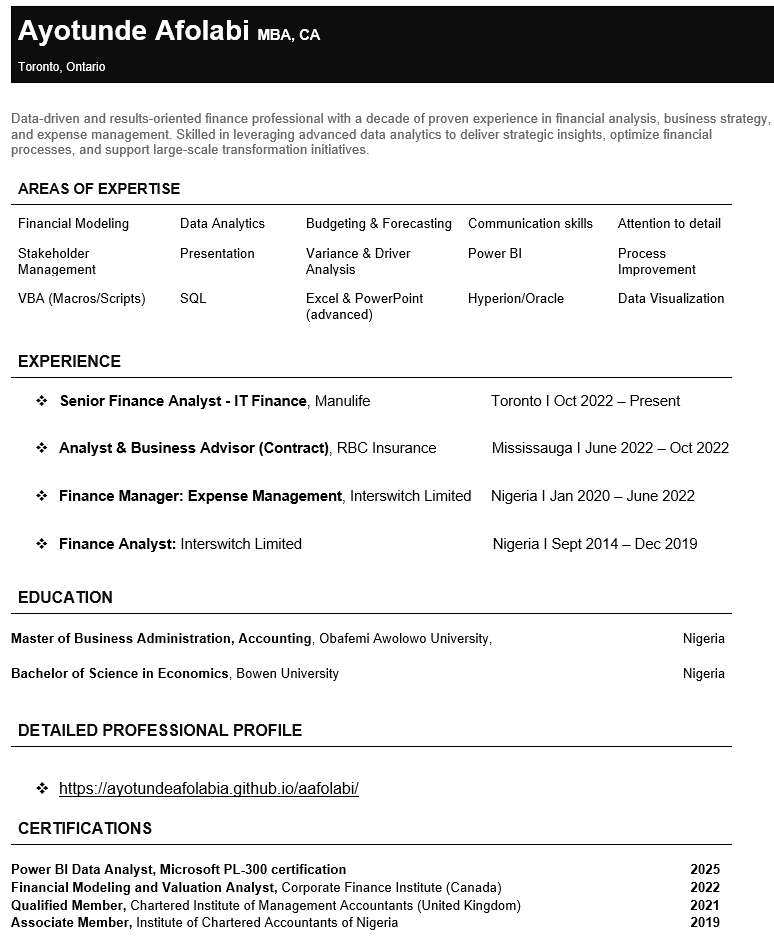 Ayotunde Afolabi MBA, CA
Toronto, Ontario
Data-driven and results-oriented finance professional with a decade of proven experience in financial analysis, business strategy,
and expense management. Skilled in leveraging advanced data analytics to deliver strategic insights, optimize financial
processes, and support large-scale transformation initiatives.
AREAS OF EXPERTISE
Financial Modeling Data Analytics Budgeting & Forecasting Communication skills Attention to detail
Stakeholder Management Presentation Variance & Driver Analysis Power BI Process Improvement
VBA (Macros/Scripts) SQL Excel & PowerPoint (advanced) Hyperion/Oracle Data Visualization
EXPERIENCE
❖ Senior Finance Analyst - IT Finance, Manulife Toronto I Oct 2022 – Present
❖ Analyst & Business Advisor (Contract), RBC Insurance Mississauga I June 2022 – Oct 2022
❖ Finance Manager: Expense Management, Interswitch Limited Nigeria I Jan 2020 – June 2022
❖ Finance Analyst: Interswitch Limited Nigeria I Sept 2014 – Dec 2019
EDUCATION
Master of Business Administration, Accounting, Obafemi Awolowo University, Nigeria
Bachelor of Science in Economics, Bowen University Nigeria
DETAILED PROFESSIONAL PROFILE
❖ https://ayotundeafolabia.github.io/aafolabi/
CERTIFICATIONS
Power BI Data Analyst, Microsoft PL-300 certification 2025
Financial Modeling and Valuation Analyst, Corporate Finance Institute (Canada) 2022
Qualified Member, Chartered Institute of Management Accountants (United Kingdom) 2021
Associate Member, Institute of Chartered Accountants of Nigeria 2019